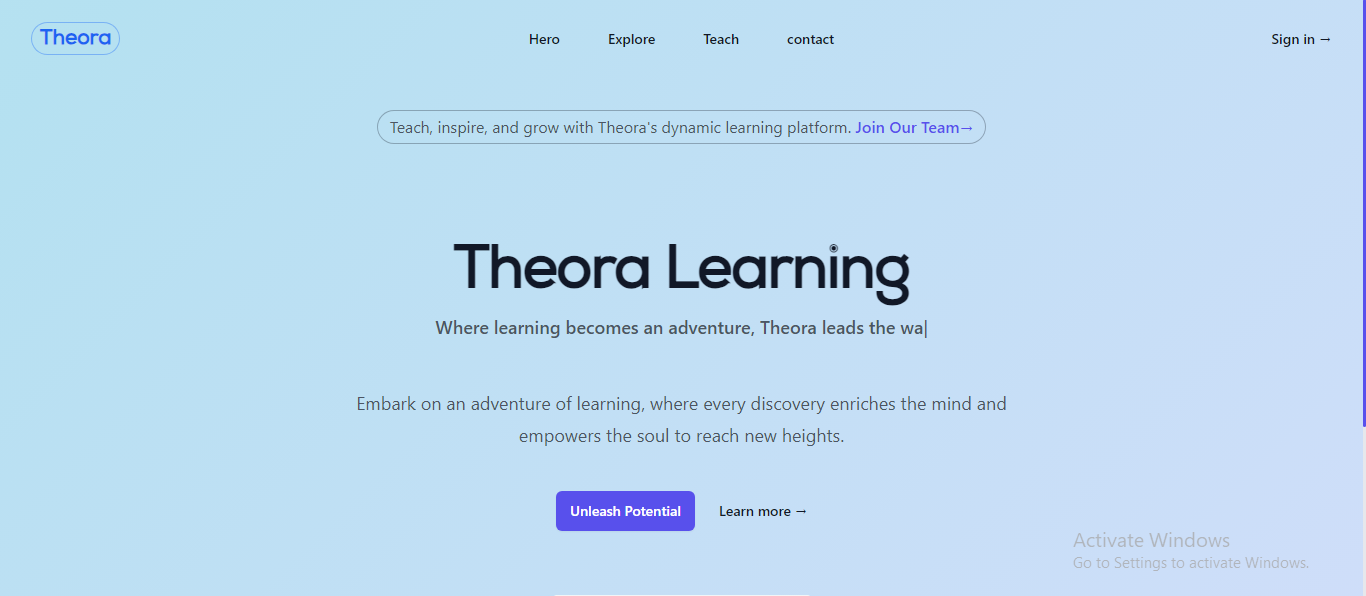 Theora
Hero Explore Teach contact
Sign in →
Teach, inspire, and grow with Theora's dynamic learning platform. Join Our Team→
Theora Learning
Where learning becomes an adventure, Theora leads the wa|
Embark on an adventure of learning, where every discovery enriches the mind and
empowers the soul to reach new heights.
Unleash Potential
Learn more →
Activate Windows
Go to Settings to activate Windows.